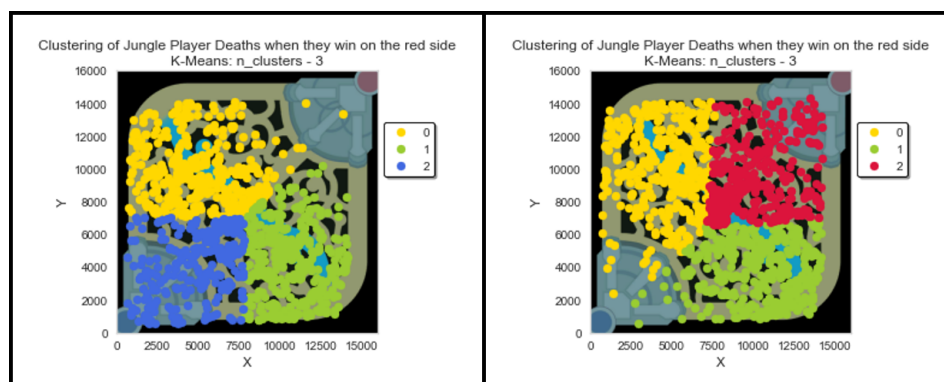 Clustering of Jungle Player Deaths when they win on the red side
K-Means: n_clusters - 3
16000
14000
12000
10000
8000
6000
4000
2000
0
Y
0 2500 5000 7500 10000 12500 15000
X
0
1
2
Clustering of Jungle Player Deaths when they win on the red side
K-Means: n_clusters - 3
16000
14000
12000
10000
8000
6000
4000
2000
0
Y
0 2500 5000 7500 10000 12500 15000
X
0
1
2